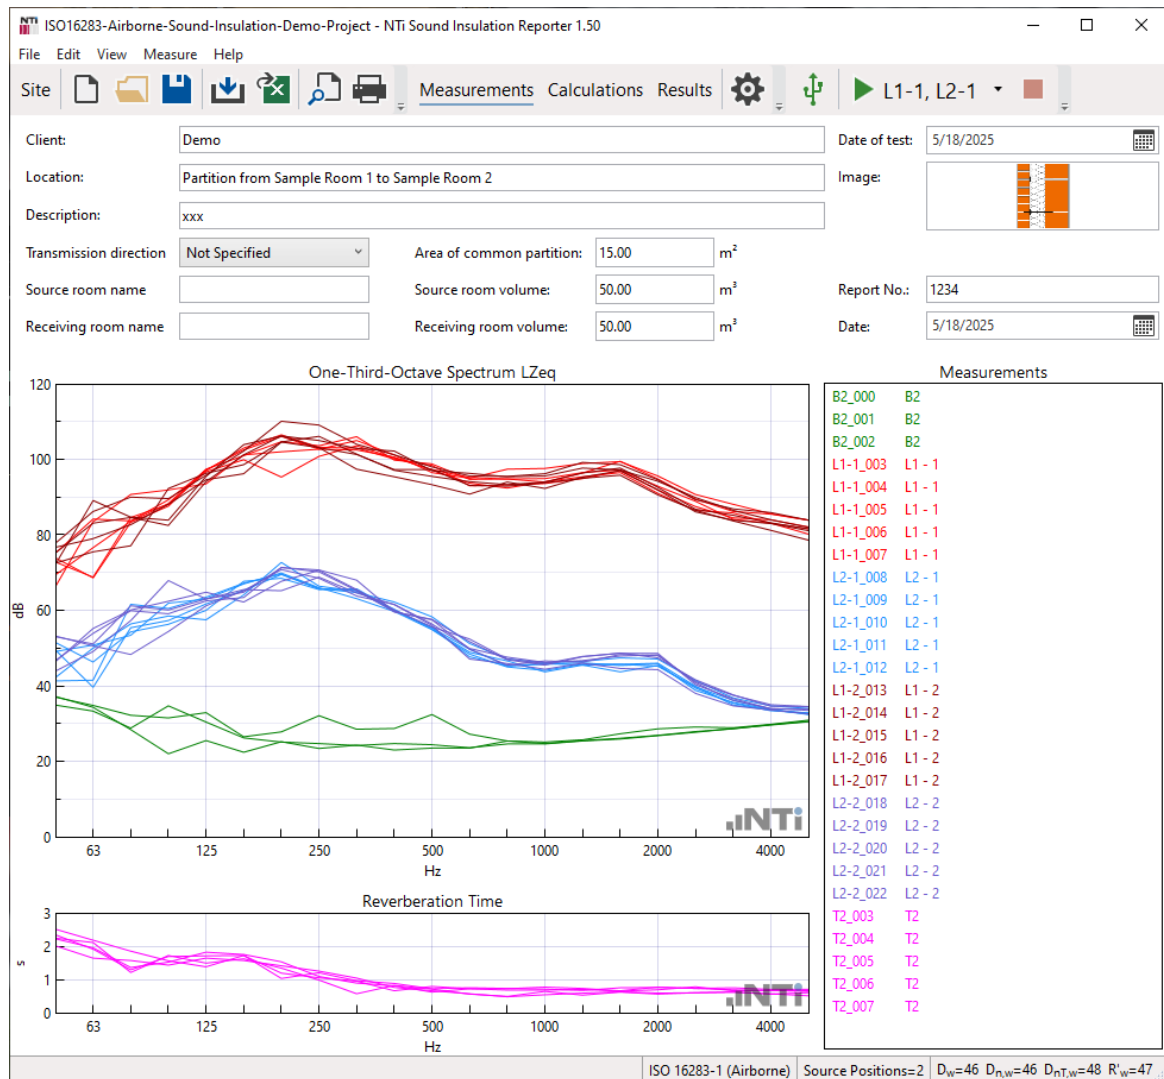 NTi ISO16283-Airborne-Sound-Insulation-Demo-Project - NTi Sound Insulation Reporter 1.50
File Edit View Measure Help
Site Measurements Calculations Results L1-1, L2-1
Client: Demo Date of test: 5/18/2025
Location: Partition from Sample Room 1 to Sample Room 2 Image:
Description: xxx
Transmission direction Not Specified Area of common partition: 15.00 m²
Source room name Source room volume: 50.00 m³ Report No.: 1234
Receiving room name Receiving room volume: 50.00 m³ Date: 5/18/2025
One-Third-Octave Spectrum LZeq
120
100
80
60
dB
40
20
0
NTi
63 125 250 500 1000 2000 4000
Hz
Reverberation Time
3
2
s
1
0
NTi
63 125 250 500 1000 2000 4000
Hz
Measurements
B2_000 B2
B2_001 B2
B2_002 B2
L1-1_003 L1 - 1
L1-1_004 L1 - 1
L1-1_005 L1 - 1
L1-1_006 L1 - 1
L1-1_007 L1 - 1
L2-1_008 L2 - 1
L2-1_009 L2 - 1
L2-1_010 L2 - 1
L2-1_011 L2 - 1
L2-1_012 L2 - 1
L1-2_013 L1 - 2
L1-2_014 L1 - 2
L1-2_015 L1 - 2
L1-2_016 L1 - 2
L1-2_017 L1 - 2
L2-2_018 L2 - 2
L2-2_019 L2 - 2
L2-2_020 L2 - 2
L2-2_021 L2 - 2
L2-2_022 L2 - 2
T2_003 T2
T2_004 T2
T2_005 T2
T2_006 T2
T2_007 T2
ISO 16283-1 (Airborne) Source Positions=2 Dw=46 Dn,w=46 DnT,w=48 R'w=47